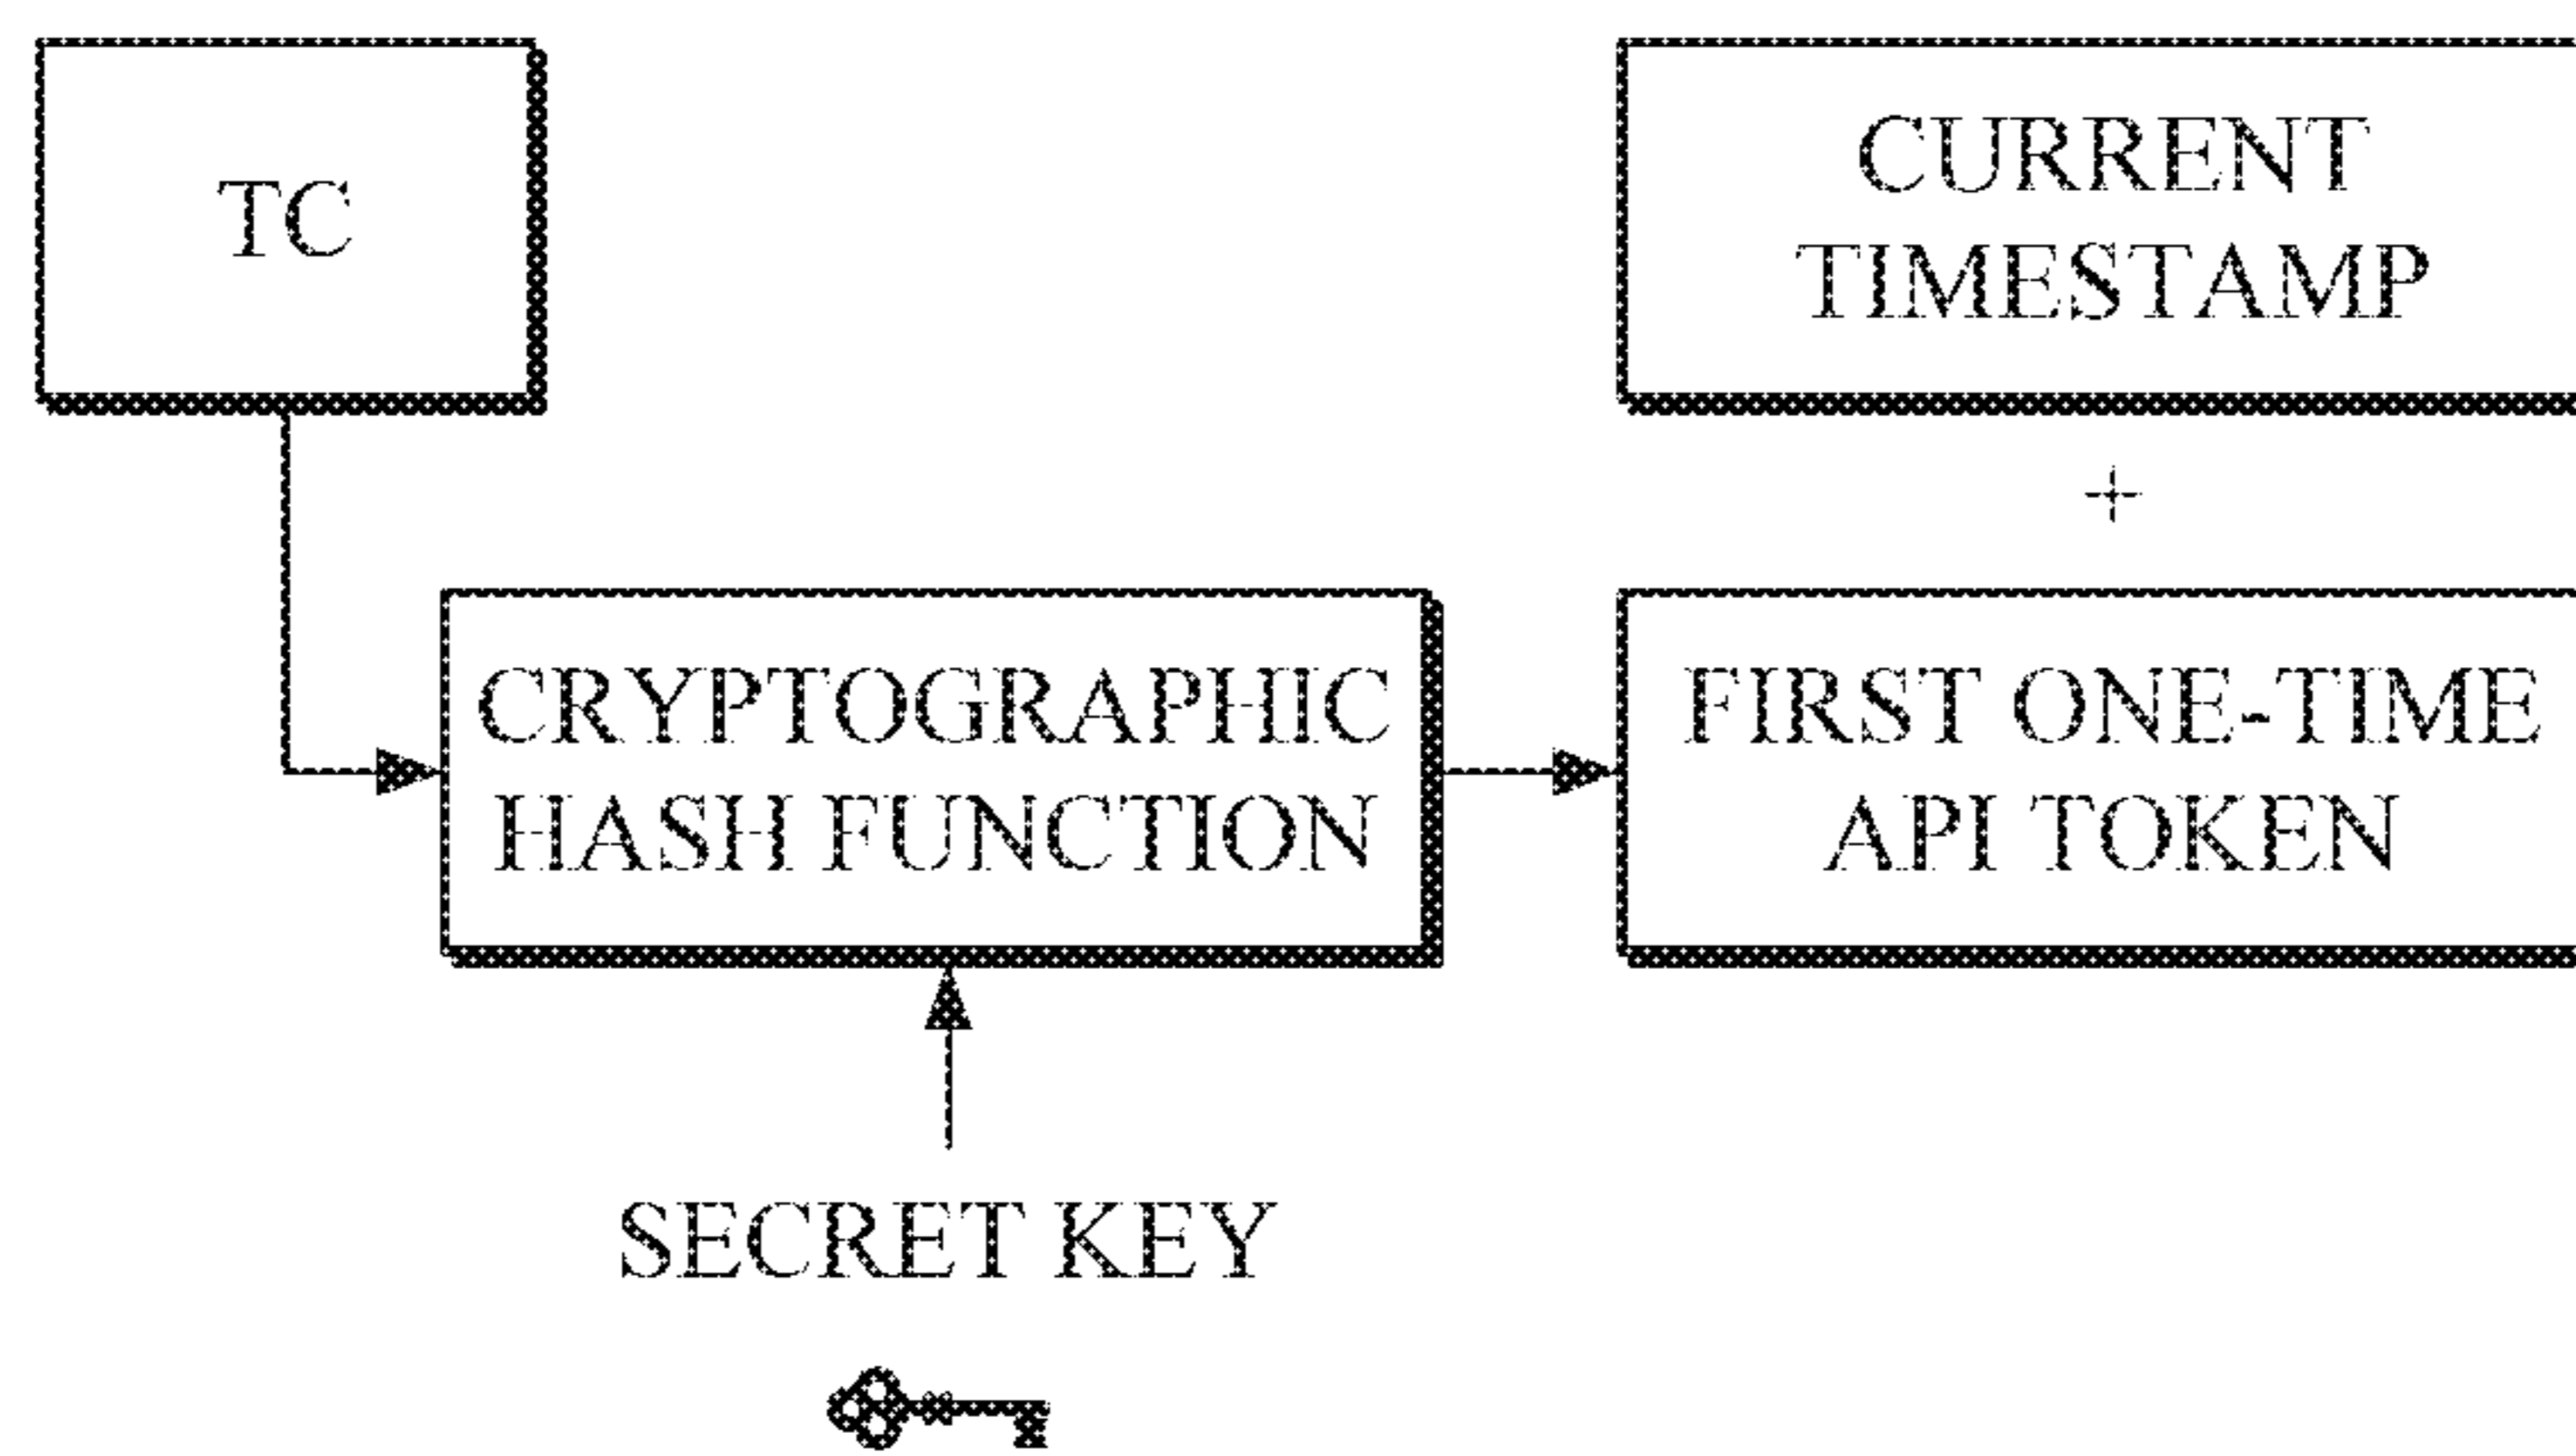 TC
CURRENT
TIMESTAMP
+
CRYPTOGRAPHIC
HASH FUNCTION
FIRST ONE-TIME
API TOKEN
SECRET KEY